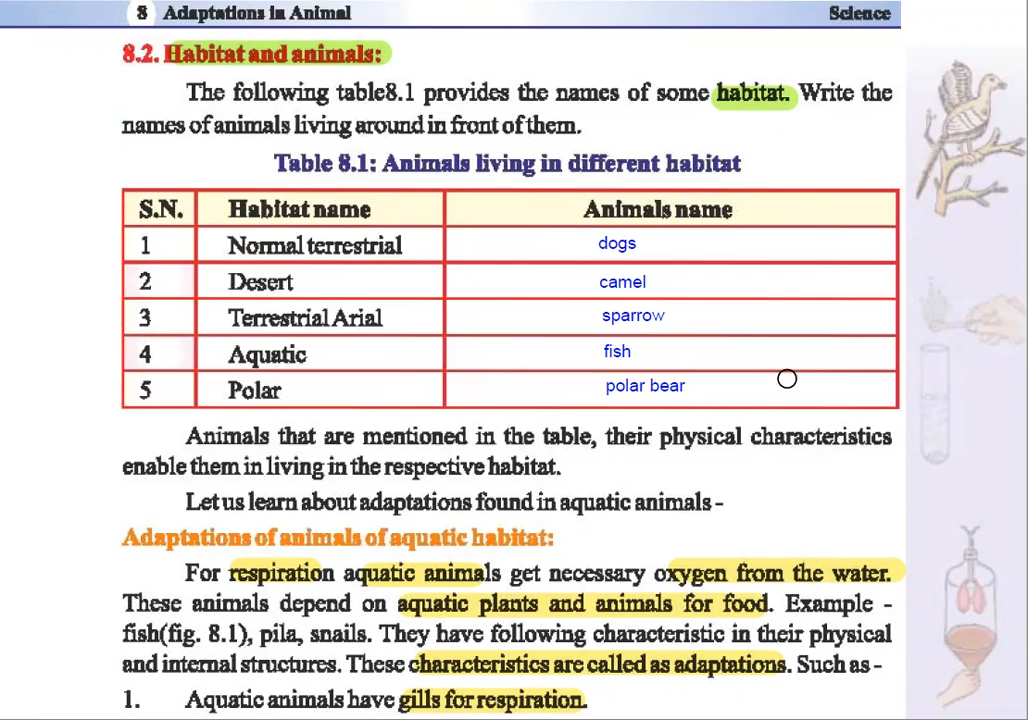 8 Adaptations in Animal Science
8.2. Habitat and animals:
The following table8.1 provides the names of some habitat. Write the
names of animals living around in front of them.
Table 8.1: Animals living in different habitat
S.N. Habitat name Animals name
1 Normal terrestrial dogs
2 Desert camel
3 Terrestrial Arial sparrow
4 Aquatic fish
5 Polar polar bear
Animals that are mentioned in the table, their physical characteristics
enable them in living in the respective habitat.
Let us learn about adaptations found in aquatic animals -
Adaptations of animals of aquatic habitat:
For respiration aquatic animals get necessary oxygen from the water.
These animals depend on aquatic plants and animals for food. Example -
fish(fig. 8.1), pila, snails. They have following characteristic in their physical
and internal structures. These characteristics are called as adaptations. Such as -
1. Aquatic animals have gills for respiration.